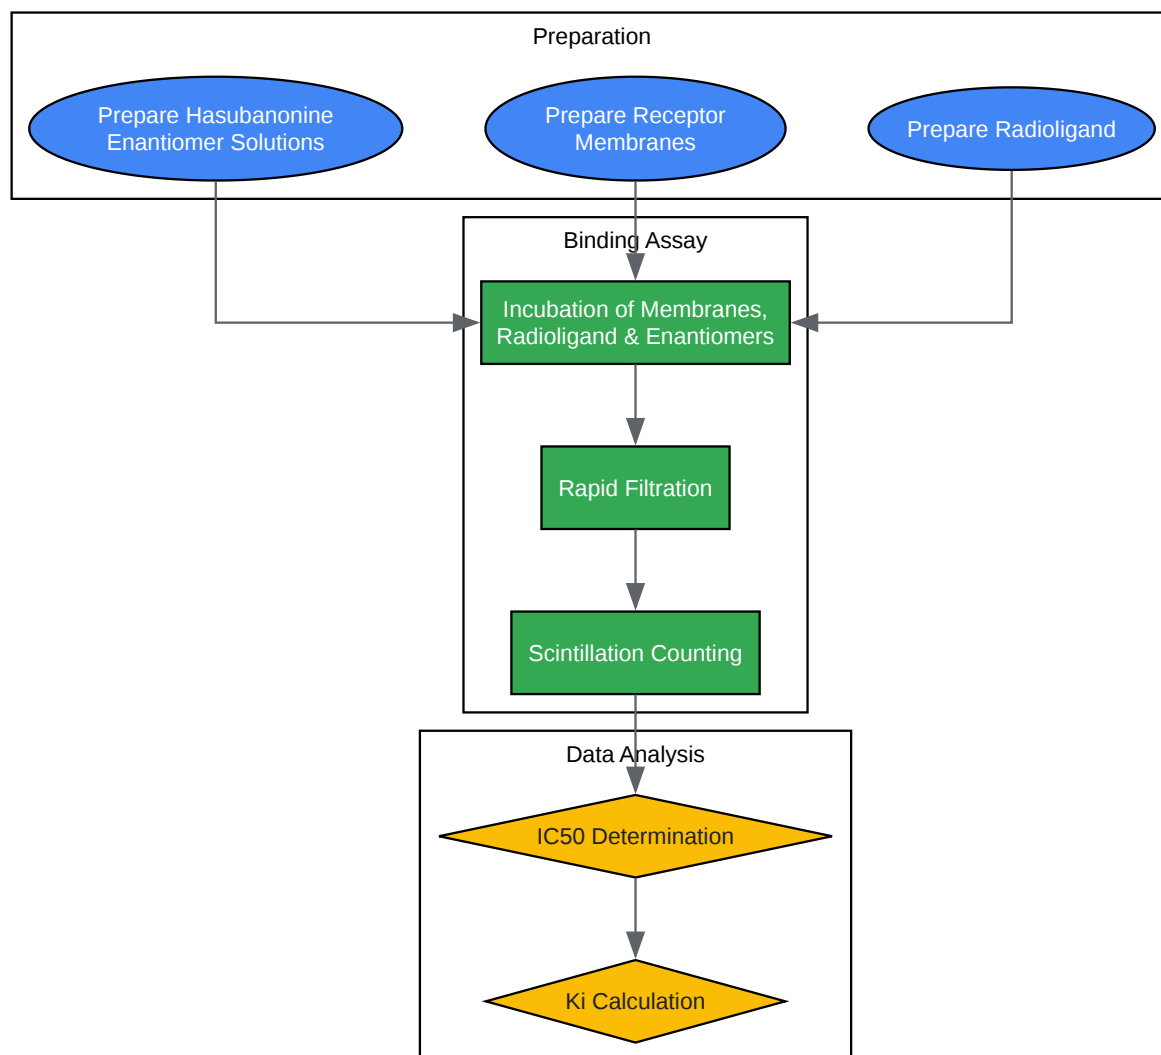 Preparation
Prepare Hasubanonine
Enantiomer Solutions
Prepare Receptor
Membranes
Prepare Radioligand
Binding Assay
Incubation of Membranes,
Radioligand & Enantiomers
Rapid Filtration
Scintillation Counting
Data Analysis
IC50 Determination
Ki Calculation